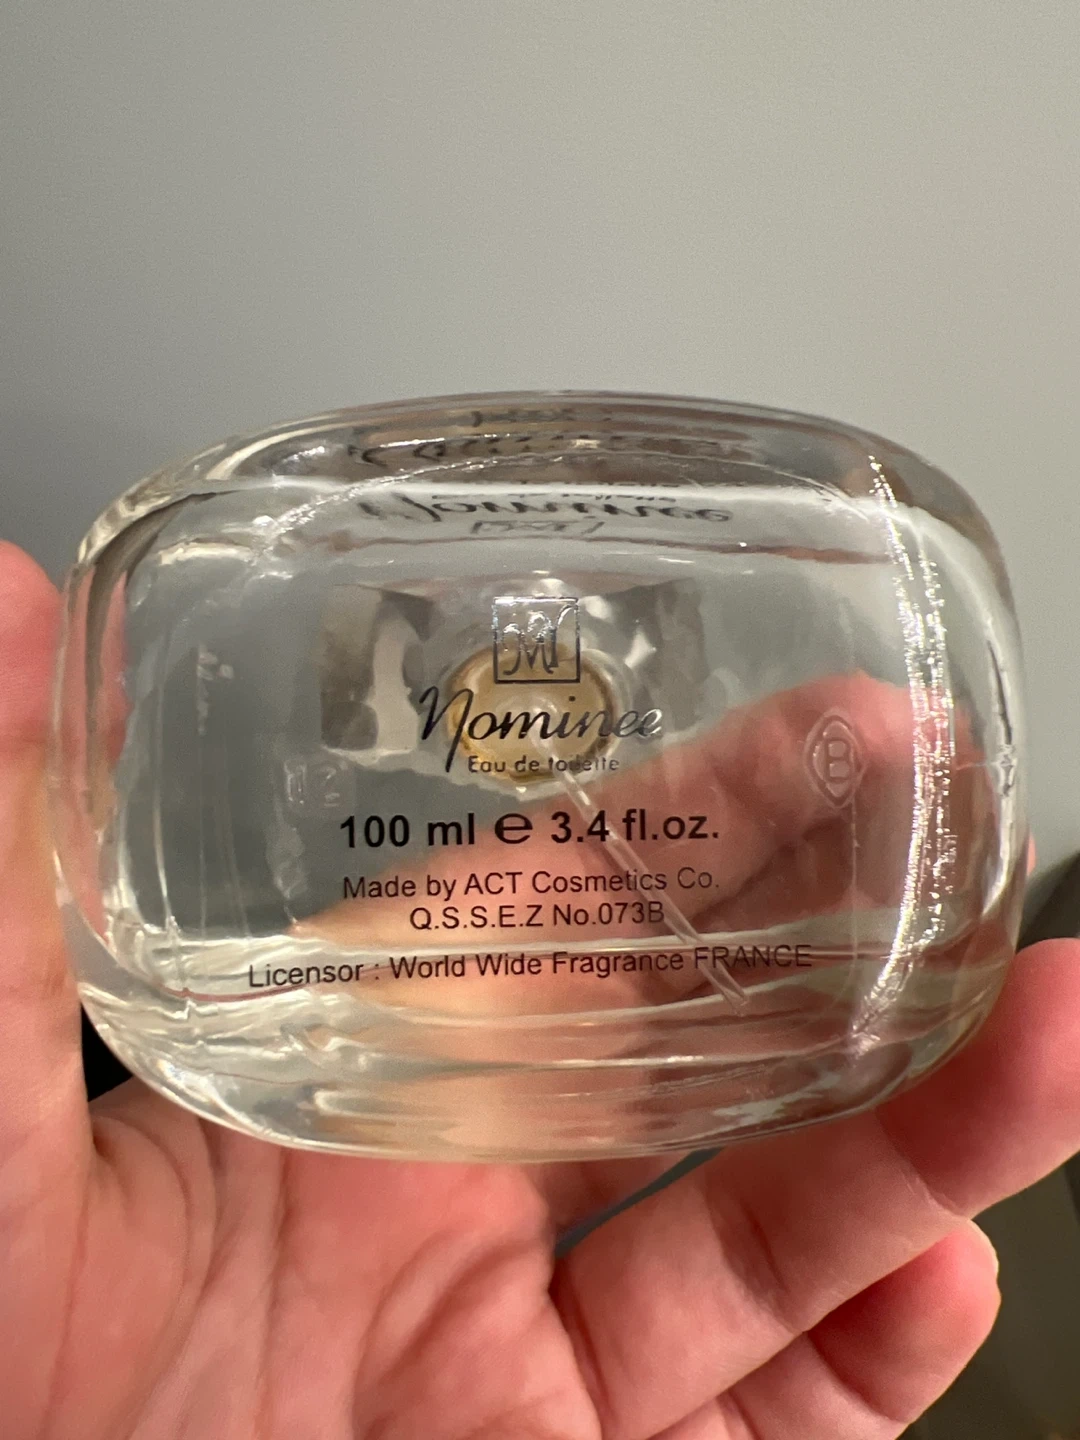 MY
Nominee
Eau de toilette
100 ml e 3.4 fl.oz.
Made by ACT Cosmetics Co.
Q.S.S.E.Z No.073B
Licensor : World Wide Fragrance FRANCE
B